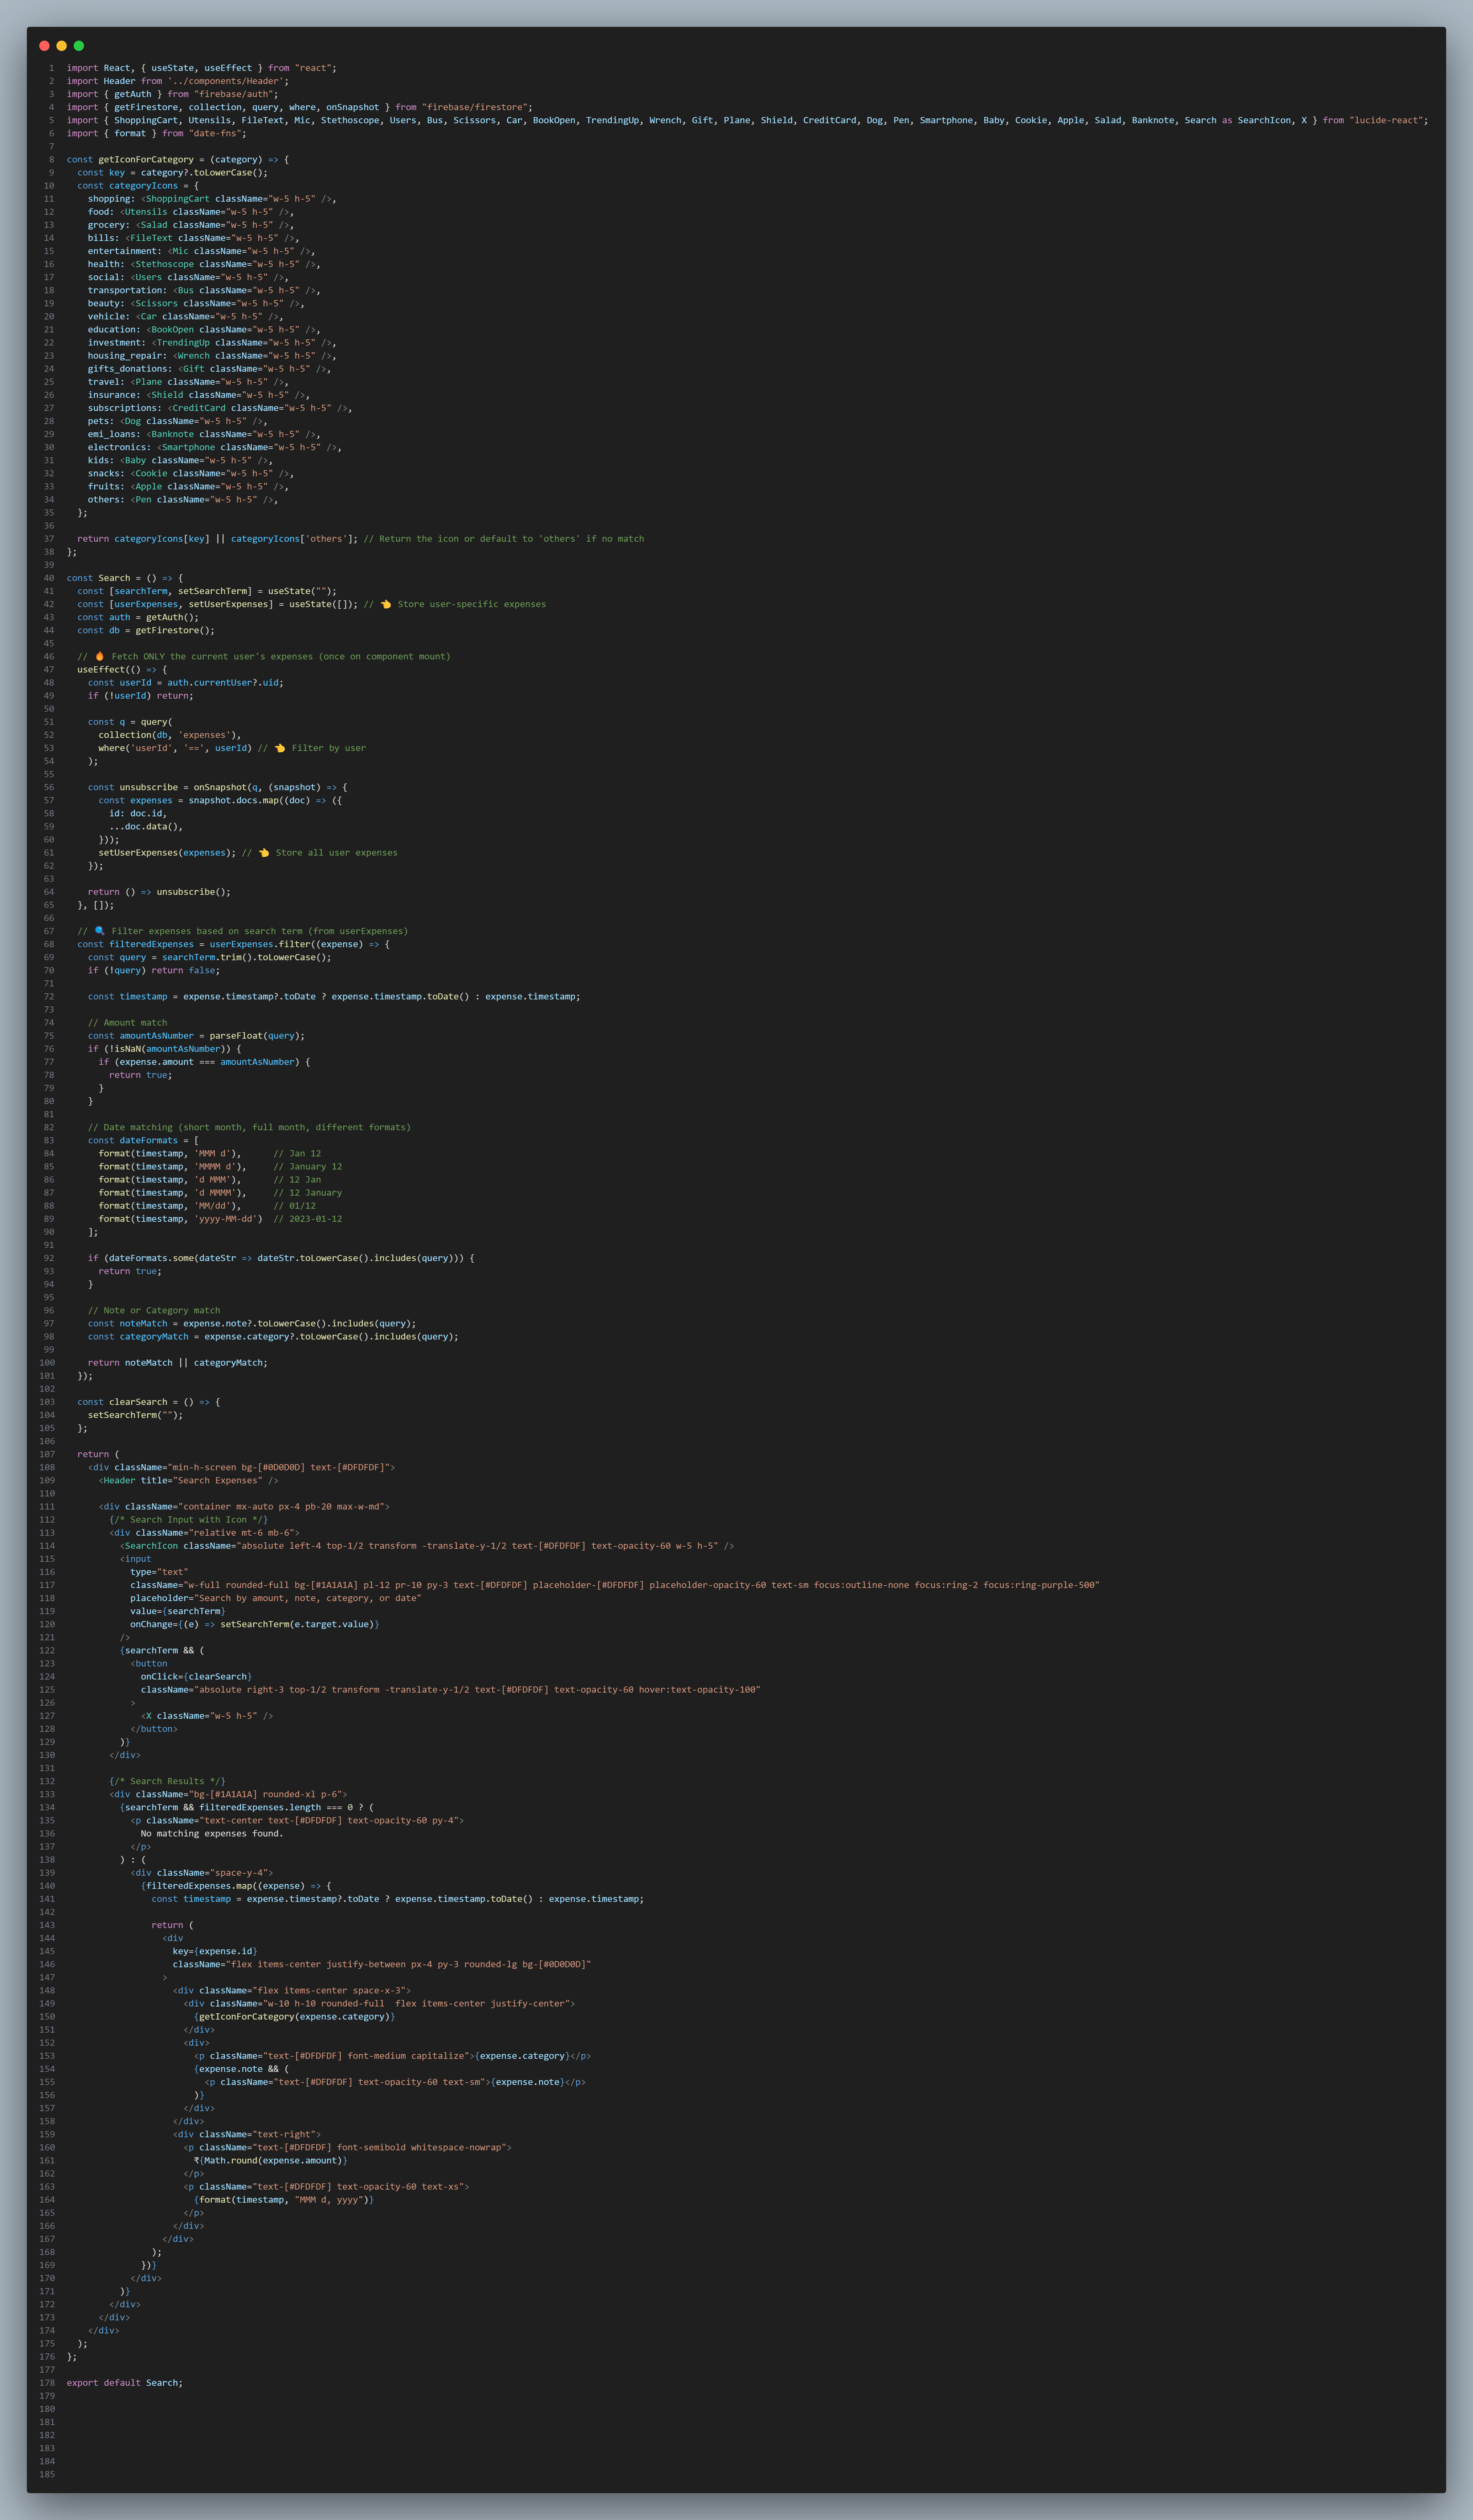 1 import React, { useState, useEffect } from "react";
2 import Header from '../components/Header';
3 import { getAuth } from "firebase/auth";
4 import { getFirestore, collection, query, where, onSnapshot } from "firebase/firestore";
5 import { ShoppingCart, Utensils, FileText, Mic, Stethoscope, Users, Bus, Scissors, Car, BookOpen, TrendingUp, Wrench, Gift, Plane, Shield, CreditCard, Dog, Pen, Smartphone, Baby, Cookie, Apple, Salad, Banknote, Search as SearchIcon, X } from "lucide-react";
6 import { format } from "date-fns";
7
8 const getIconForCategory = (category) => {
9   const key = category?.toLowerCase();
10   const categoryIcons = {
11     shopping: <ShoppingCart className="w-5 h-5" />,
12     food: <Utensils className="w-5 h-5" />,
13     grocery: <Salad className="w-5 h-5" />,
14     bills: <FileText className="w-5 h-5" />,
15     entertainment: <Mic className="w-5 h-5" />,
16     health: <Stethoscope className="w-5 h-5" />,
17     social: <Users className="w-5 h-5" />,
18     transportation: <Bus className="w-5 h-5" />,
19     beauty: <Scissors className="w-5 h-5" />,
20     vehicle: <Car className="w-5 h-5" />,
21     education: <BookOpen className="w-5 h-5" />,
22     investment: <TrendingUp className="w-5 h-5" />,
23     housing_repair: <Wrench className="w-5 h-5" />,
24     gifts_donations: <Gift className="w-5 h-5" />,
25     travel: <Plane className="w-5 h-5" />,
26     insurance: <Shield className="w-5 h-5" />,
27     subscriptions: <CreditCard className="w-5 h-5" />,
28     pets: <Dog className="w-5 h-5" />,
29     emi_loans: <Banknote className="w-5 h-5" />,
30     electronics: <Smartphone className="w-5 h-5" />,
31     kids: <Baby className="w-5 h-5" />,
32     snacks: <Cookie className="w-5 h-5" />,
33     fruits: <Apple className="w-5 h-5" />,
34     others: <Pen className="w-5 h-5" />,
35   };
36
37   return categoryIcons[key] || categoryIcons['others']; // Return the icon or default to 'others' if no match
38 };
39
40 const Search = () => {
41   const [searchTerm, setSearchTerm] = useState("");
42   const [userExpenses, setUserExpenses] = useState([]); // 👈 Store user-specific expenses
43   const auth = getAuth();
44   const db = getFirestore();
45
46   // 🔥 Fetch ONLY the current user's expenses (once on component mount)
47   useEffect(() => {
48     const userId = auth.currentUser?.uid;
49     if (!userId) return;
50
51     const q = query(
52       collection(db, 'expenses'),
53       where('userId', '==', userId) // 👈 Filter by user
54     );
55
56     const unsubscribe = onSnapshot(q, (snapshot) => {
57       const expenses = snapshot.docs.map((doc) => ({
58         id: doc.id,
59         ...doc.data(),
60       }));
61       setUserExpenses(expenses); // 👈 Store all user expenses
62     });
63
64     return () => unsubscribe();
65   }, []);
66
67   // 🔍 Filter expenses based on search term (from userExpenses)
68   const filteredExpenses = userExpenses.filter((expense) => {
69     const query = searchTerm.trim().toLowerCase();
70     if (!query) return false;
71
72     const timestamp = expense.timestamp?.toDate ? expense.timestamp.toDate() : expense.timestamp;
73
74     // Amount match
75     const amountAsNumber = parseFloat(query);
76     if (!isNaN(amountAsNumber)) {
77       if (expense.amount === amountAsNumber) {
78         return true;
79       }
80     }
81
82     // Date matching (short month, full month, different formats)
83     const dateFormats = [
84       format(timestamp, 'MMM d'),      // Jan 12
85       format(timestamp, 'MMMM d'),     // January 12
86       format(timestamp, 'd MMM'),      // 12 Jan
87       format(timestamp, 'd MMMM'),     // 12 January
88       format(timestamp, 'MM/dd'),      // 01/12
89       format(timestamp, 'yyyy-MM-dd')  // 2023-01-12
90     ];
91
92     if (dateFormats.some(dateStr => dateStr.toLowerCase().includes(query))) {
93       return true;
94     }
95
96     // Note or Category match
97     const noteMatch = expense.note?.toLowerCase().includes(query);
98     const categoryMatch = expense.category?.toLowerCase().includes(query);
99
100     return noteMatch || categoryMatch;
101   });
102
103   const clearSearch = () => {
104     setSearchTerm("");
105   };
106
107   return (
108     <div className="min-h-screen bg-[#0D0D0D] text-[#DFDFDF]">
109       <Header title="Search Expenses" />
110
111       <div className="container mx-auto px-4 pb-20 max-w-md">
112         {/* Search Input with Icon */}
113         <div className="relative mt-6 mb-6">
114           <SearchIcon className="absolute left-4 top-1/2 transform -translate-y-1/2 text-[#DFDFDF] text-opacity-60 w-5 h-5" />
115           <input
116             type="text"
117             className="w-full rounded-full bg-[#1A1A1A] pl-12 pr-10 py-3 text-[#DFDFDF] placeholder-[#DFDFDF] placeholder-opacity-60 text-sm focus:outline-none focus:ring-2 focus:ring-purple-500"
118             placeholder="Search by amount, note, category, or date"
119             value={searchTerm}
120             onChange={(e) => setSearchTerm(e.target.value)}
121           />
122           {searchTerm && (
123             <button
124               onClick={clearSearch}
125               className="absolute right-3 top-1/2 transform -translate-y-1/2 text-[#DFDFDF] text-opacity-60 hover:text-opacity-100"
126             >
127               <X className="w-5 h-5" />
128             </button>
129           )}
130         </div>
131
132         {/* Search Results */}
133         <div className="bg-[#1A1A1A] rounded-xl p-6">
134           {searchTerm && filteredExpenses.length === 0 ? (
135             <p className="text-center text-[#DFDFDF] text-opacity-60 py-4">
136               No matching expenses found.
137             </p>
138           ) : (
139             <div className="space-y-4">
140               {filteredExpenses.map((expense) => {
141                 const timestamp = expense.timestamp?.toDate ? expense.timestamp.toDate() : expense.timestamp;
142
143                 return (
144                   <div
145                     key={expense.id}
146                     className="flex items-center justify-between px-4 py-3 rounded-lg bg-[#0D0D0D]"
147                   >
148                     <div className="flex items-center space-x-3">
149                       <div className="w-10 h-10 rounded-full  flex items-center justify-center">
150                         {getIconForCategory(expense.category)}
151                       </div>
152                       <div>
153                         <p className="text-[#DFDFDF] font-medium capitalize">{expense.category}</p>
154                         {expense.note && (
155                           <p className="text-[#DFDFDF] text-opacity-60 text-sm">{expense.note}</p>
156                         )}
157                       </div>
158                     </div>
159                     <div className="text-right">
160                       <p className="text-[#DFDFDF] font-semibold whitespace-nowrap">
161                         ₹{Math.round(expense.amount)}
162                       </p>
163                       <p className="text-[#DFDFDF] text-opacity-60 text-xs">
164                         {format(timestamp, "MMM d, yyyy")}
165                       </p>
166                     </div>
167                   </div>
168                 );
169               })}
170             </div>
171           )}
172         </div>
173       </div>
174     </div>
175   );
176 };
177
178 export default Search;
179
180
181
182
183
184
185